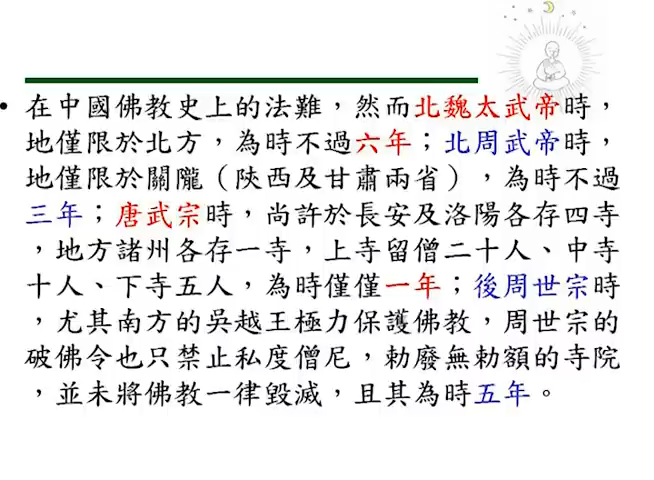 • 在中國佛教史上的法難，然而北魏太武帝時，
地僅限於北方，為時不過六年；北周武帝時，
地僅限於關隴（陝西及甘肅兩省），為時不過
三年；唐武宗時，尚許於長安及洛陽各存四寺
，地方諸州各存一寺，上寺留僧二十人、中寺
十人、下寺五人，為時僅僅一年；後周世宗時
，尤其南方的吳越王極力保護佛教，周世宗的
破佛令也只禁止私度僧尼，勅廢無勅額的寺院
，並未將佛教一律毀滅，且其為時五年。